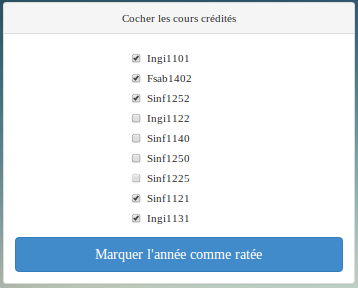 Cocher les cours crédités
Ingi1101
Fsab1402
Sinf1252
Ingi1122
Sinf1140
Sinf1250
Sinf1225
Sinf1121
Ingi1131
Marquer l'année comme ratée